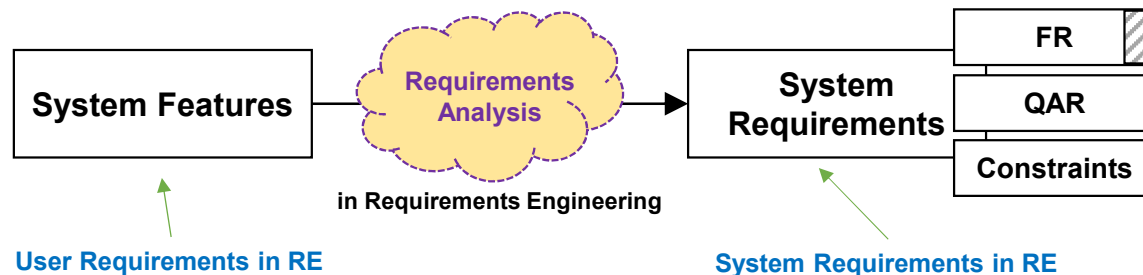 System Features
Requirements
Analysis
in Requirements Engineering
System
Requirements
FR
QAR
Constraints
User Requirements in RE
System Requirements in RE